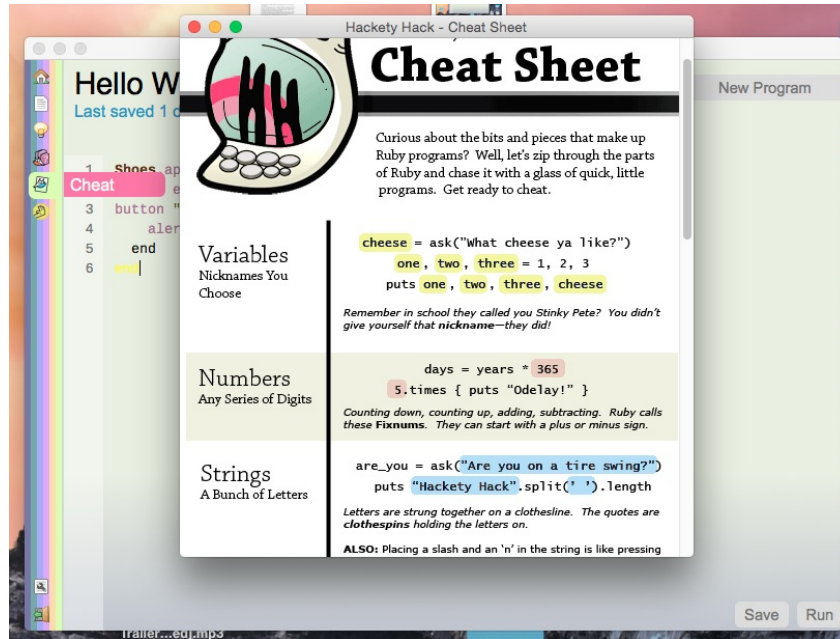 Hackety Hack - Cheat Sheet
Cheat Sheet
Hello W
Last saved 1 d
New Program
Curious about the bits and pieces that make up
Ruby programs? Well, let's zip through the parts
of Ruby and chase it with a glass of quick, little
programs. Get ready to cheat.
1 Shoes.ap
Cheat
3 button "
4 aler
5 end
6 end
Variables
Nicknames You
Choose
cheese = ask("What cheese ya like?")
one, two, three = 1, 2, 3
puts one, two, three, cheese
Remember in school they called you Stinky Pete? You didn't
give yourself that nickname—they did!
Numbers
Any Series of Digits
days = years * 365
5.times { puts "Odelay!" }
Counting down, counting up, adding, subtracting. Ruby calls
these Fixnums. They can start with a plus or minus sign.
Strings
A Bunch of Letters
are_you = ask("Are you on a tire swing?")
puts "Hackety Hack".split(' ').length
Letters are strung together on a clothesline. The quotes are
clothespins holding the letters on.
ALSO: Placing a slash and an 'n' in the string is like pressing
Save
Run